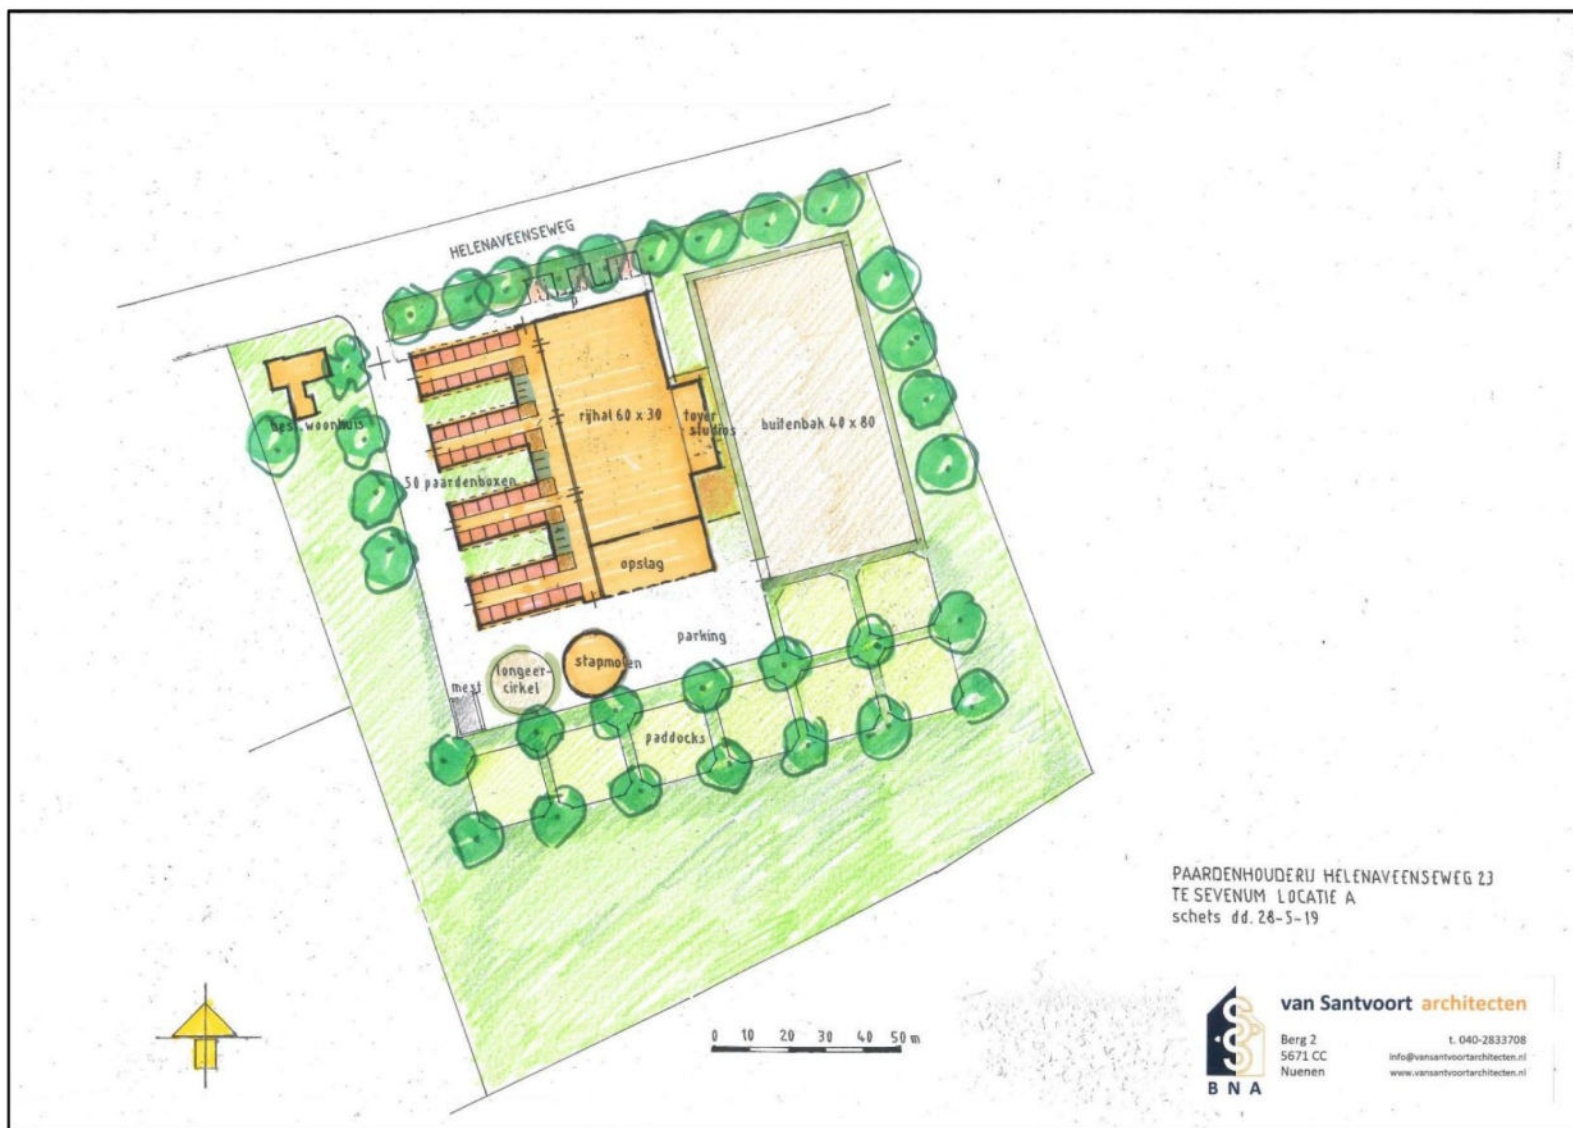 HELENAVEENSEWEG
p
best. woonhuis
rijhal 60 x 30
foyer
studios
buitenbak 40 x 80
50 paardenboxen
opslag
parking
stapmolen
longeer-
cirkel
mest
paddocks
PAARDENHOUDERIJ HELENAVEENSEWEG 23
TE SEVENUM LOCATIE A
schets dd. 28-5-19
0 10 20 30 40 50 m
van Santvoort architecten
Berg 2
5671 CC
Nuenen
t. 040-2833708
info@vansantvoortarchitecten.nl
www.vansantvoortarchitecten.nl
BNA